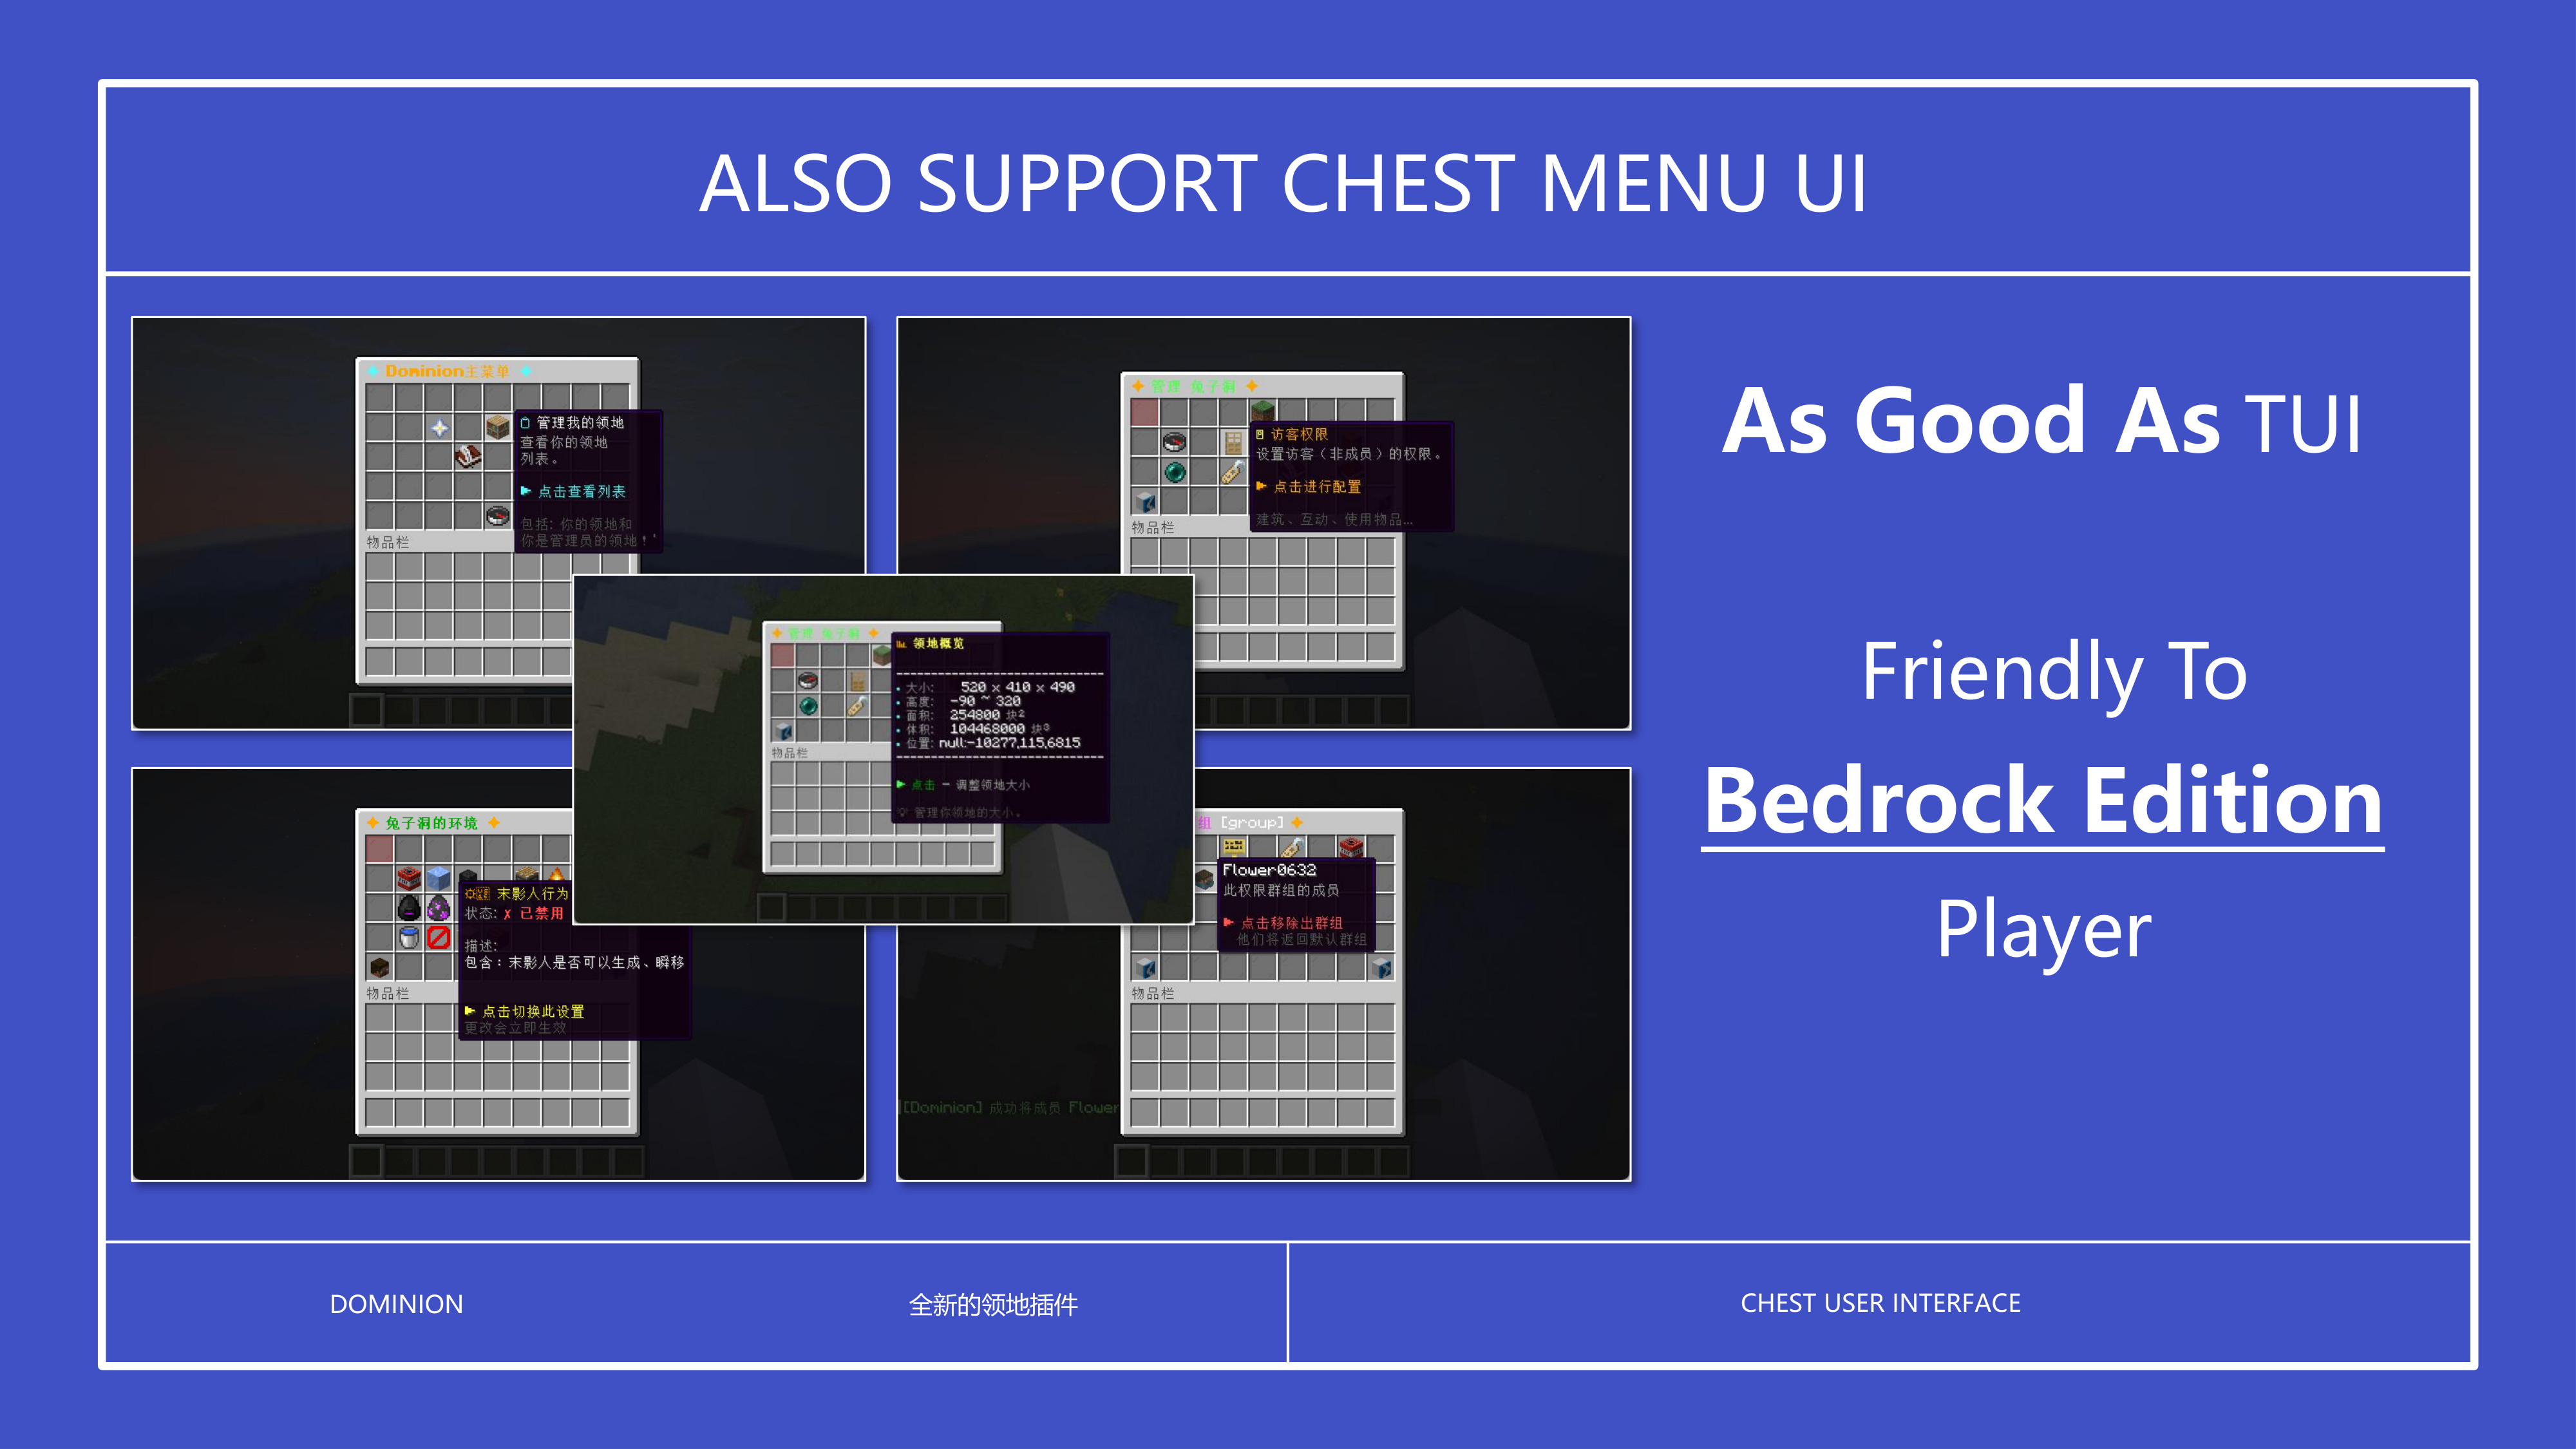 ALSO SUPPORT CHEST MENU UI
Dominion主菜单
管理我的领地
查看你的领地
列表。
点击查看列表
包括: 你的领地和
你是管理员的领地！'
物品栏
管理 兔子洞
访客权限
设置访客（非成员）的权限。
点击进行配置
建筑、互动、使用物品...
物品栏
管理 兔子洞
领地概览
大小: 520 x 410 x 490
高度: -90 ~ 320
面积: 254800 块²
体积: 104468000 块³
位置: null:-10277,115,6815
点击 - 调整领地大小
管理你领地的大小。
物品栏
兔子洞的环境
末影人行为
状态: ✗ 已禁用
描述:
包含：末影人是否可以生成、瞬移
点击切换此设置
更改会立即生效
物品栏
组 [group]
Flower0632
此权限群组的成员
点击移除出群组
他们将返回默认群组
物品栏
[Dominion] 成功将成员 Flower
As Good As TUI
Friendly To
Bedrock Edition
Player
DOMINION
全新的领地插件
CHEST USER INTERFACE